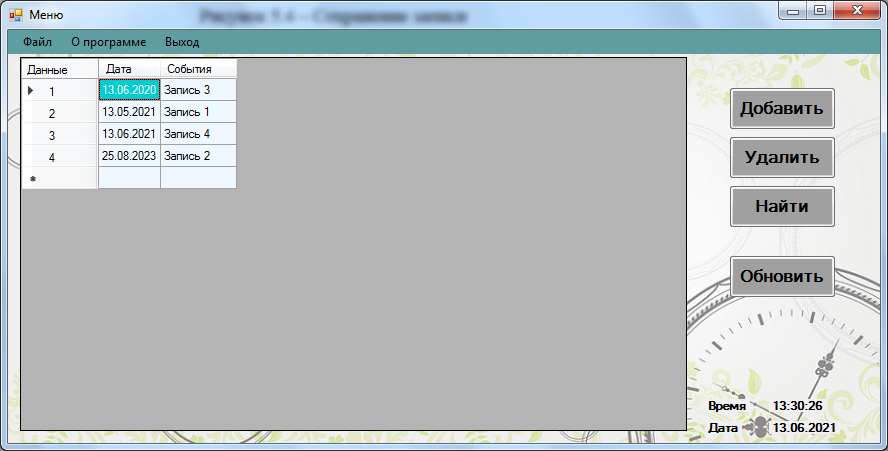 Меню
Рисунок 5.4 – Сохранение записи
Файл О программе Выход
Данные Дата События
1 13.06.2020 Запись 3
2 13.05.2021 Запись 1
3 13.06.2021 Запись 4
4 25.08.2023 Запись 2
Добавить
Удалить
Найти
Обновить
Время 13:30:26
Дата 13.06.2021